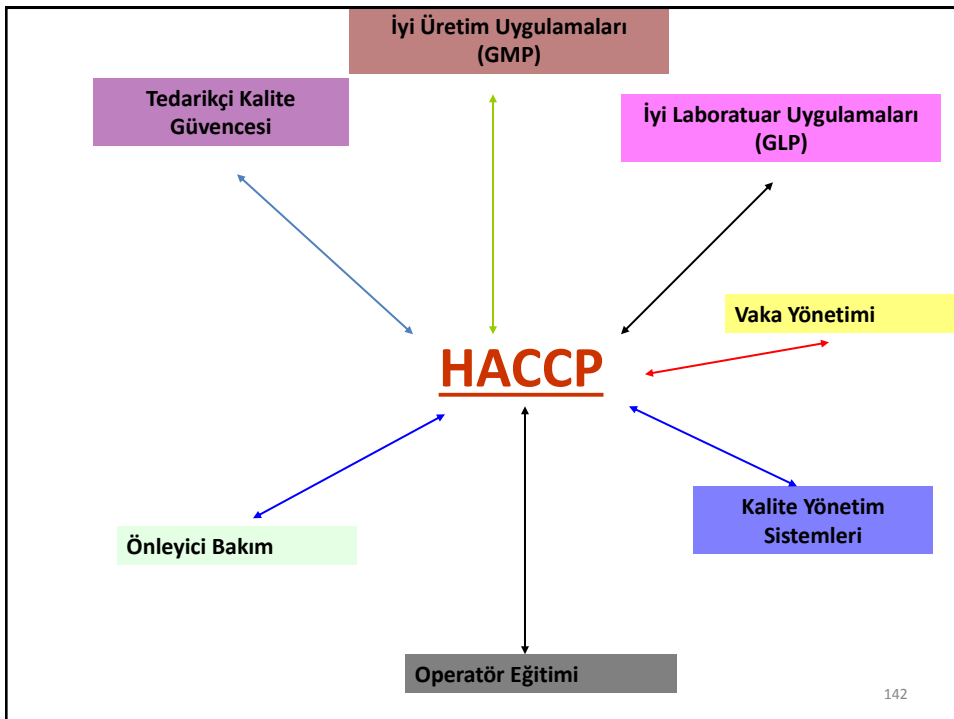 İyi Üretim Uygulamaları
(GMP)
Tedarikçi Kalite
Güvencesi
İyi Laboratuar Uygulamaları
(GLP)
Vaka Yönetimi
HACCP
Kalite Yönetim
Sistemleri
Önleyici Bakım
Operatör Eğitimi
142